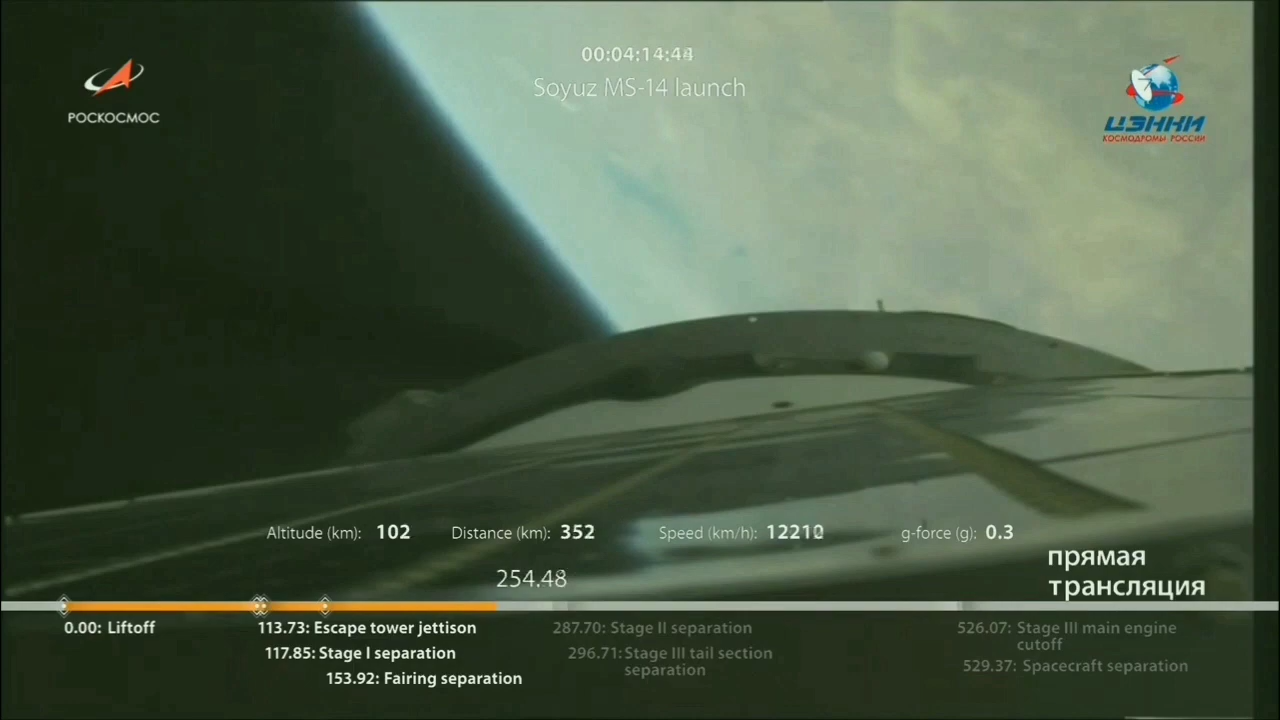 00:04:14:44
Soyuz MS-14 launch
РОСКОСМОС
ЦЭНКИ
КОСМОДРОМЫ РОССИИ
Altitude (km): 102 Distance (km): 352 Speed (km/h): 12210 g-force (g): 0.3
прямая
трансляция
254.48
0.00: Liftoff
113.73: Escape tower jettison
117.85: Stage I separation
153.92: Fairing separation
287.70: Stage II separation
296.71: Stage III tail section
separation
526.07: Stage III main engine
cutoff
529.37: Spacecraft separation